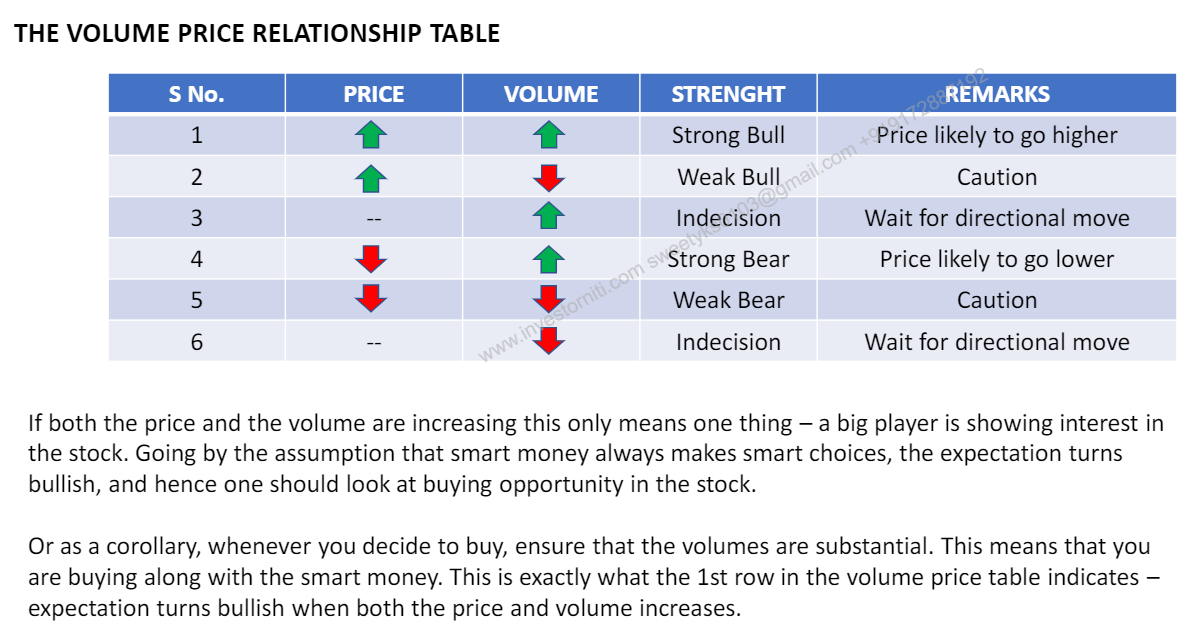 THE VOLUME PRICE RELATIONSHIP TABLE
S No. PRICE VOLUME STRENGHT REMARKS
1 Strong Bull Price likely to go higher
2 Weak Bull Caution
3 -- Indecision Wait for directional move
4 Strong Bear Price likely to go lower
5 Weak Bear Caution
6 -- Indecision Wait for directional move
www.investorniti.com
If both the price and the volume are increasing this only means one thing – a big player is showing interest in
the stock. Going by the assumption that smart money always makes smart choices, the expectation turns
bullish, and hence one should look at buying opportunity in the stock.
Or as a corollary, whenever you decide to buy, ensure that the volumes are substantial. This means that you
are buying along with the smart money. This is exactly what the 1st row in the volume price table indicates –
expectation turns bullish when both the price and volume increases.